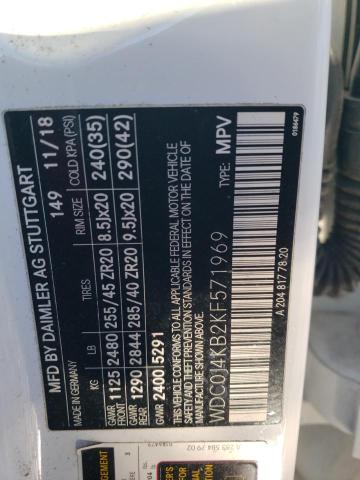 MFD BY DAIMLER AG STUTTGART
149 11/18
MADE IN GERMANY
KG LB TIRES RIM SIZE COLD KPA (PSI)
GAWR FRONT 1125 2480 255/45 ZR20 8.5Jx20 240(35)
GAWR REAR 1290 2844 285/40 ZR20 9.5Jx20 290(42)
GVWR 2400 5291
THIS VEHICLE CONFORMS TO ALL APPLICABLE FEDERAL MOTOR VEHICLE
SAFETY AND THEFT PREVENTION STANDARDS IN EFFECT ON THE DATE OF
MANUFACTURE SHOWN ABOVE.
WDC0J4KB2KF571969 TYPE: MPV
A 204 817 78 20
0186479